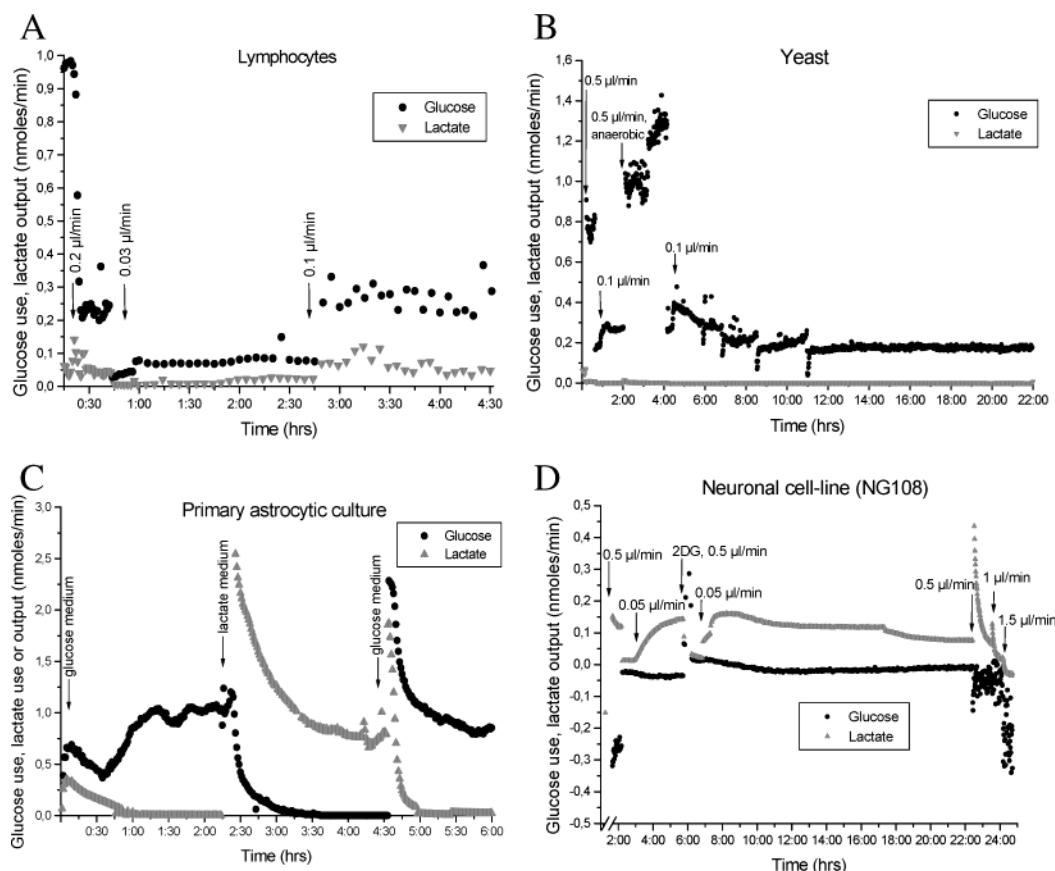 A
Lymphocytes
Glucose use, lactate output (nmoles/min)
1,0
0,9
0,8
0,7
0,6
0,5
0,4
0,3
0,2
0,1
0,0
Glucose
Lactate
0.2 µl/min
0.03 µl/min
0.1 µl/min
0:30 1:00 1:30 2:00 2:30 3:00 3:30 4:00 4:30
Time (hrs)
B
Yeast
Glucose use, lactate output (nmoles/min)
1,6
1,4
1,2
1,0
0,8
0,6
0,4
0,2
0,0
0.5 µl/min
0.5 µl/min,
anaerobic
Glucose
Lactate
0.1 µl/min
0.1 µl/min
2:00 4:00 6:00 8:00 10:00 12:00 14:00 16:00 18:00 20:00 22:00
Time (hrs)
C
Primary astrocytic culture
Glucose use, lactate use or output (nmoles/min)
3,0
2,5
2,0
1,5
1,0
0,5
0,0
Glucose
Lactate
glucose medium
lactate medium
glucose medium
0:30 1:00 1:30 2:00 2:30 3:00 3:30 4:00 4:30 5:00 5:30 6:00
Time (hrs)
D
Neuronal cell-line (NG108)
Glucose use, lactate output (nmoles/min)
0,5
0,4
0,3
0,2
0,1
0,0
-0,1
-0,2
-0,3
-0,4
-0,5
0.5 µl/min
0.05 µl/min
2DG, 0.5 µl/min
0.05 µl/min
0.5 µl/min
1 µl/min
1.5 µl/min
Glucose
Lactate
2:00 4:00 6:00 8:00 10:00 12:00 14:00 16:00 18:00 20:00 22:00 24:00
Time (hrs)